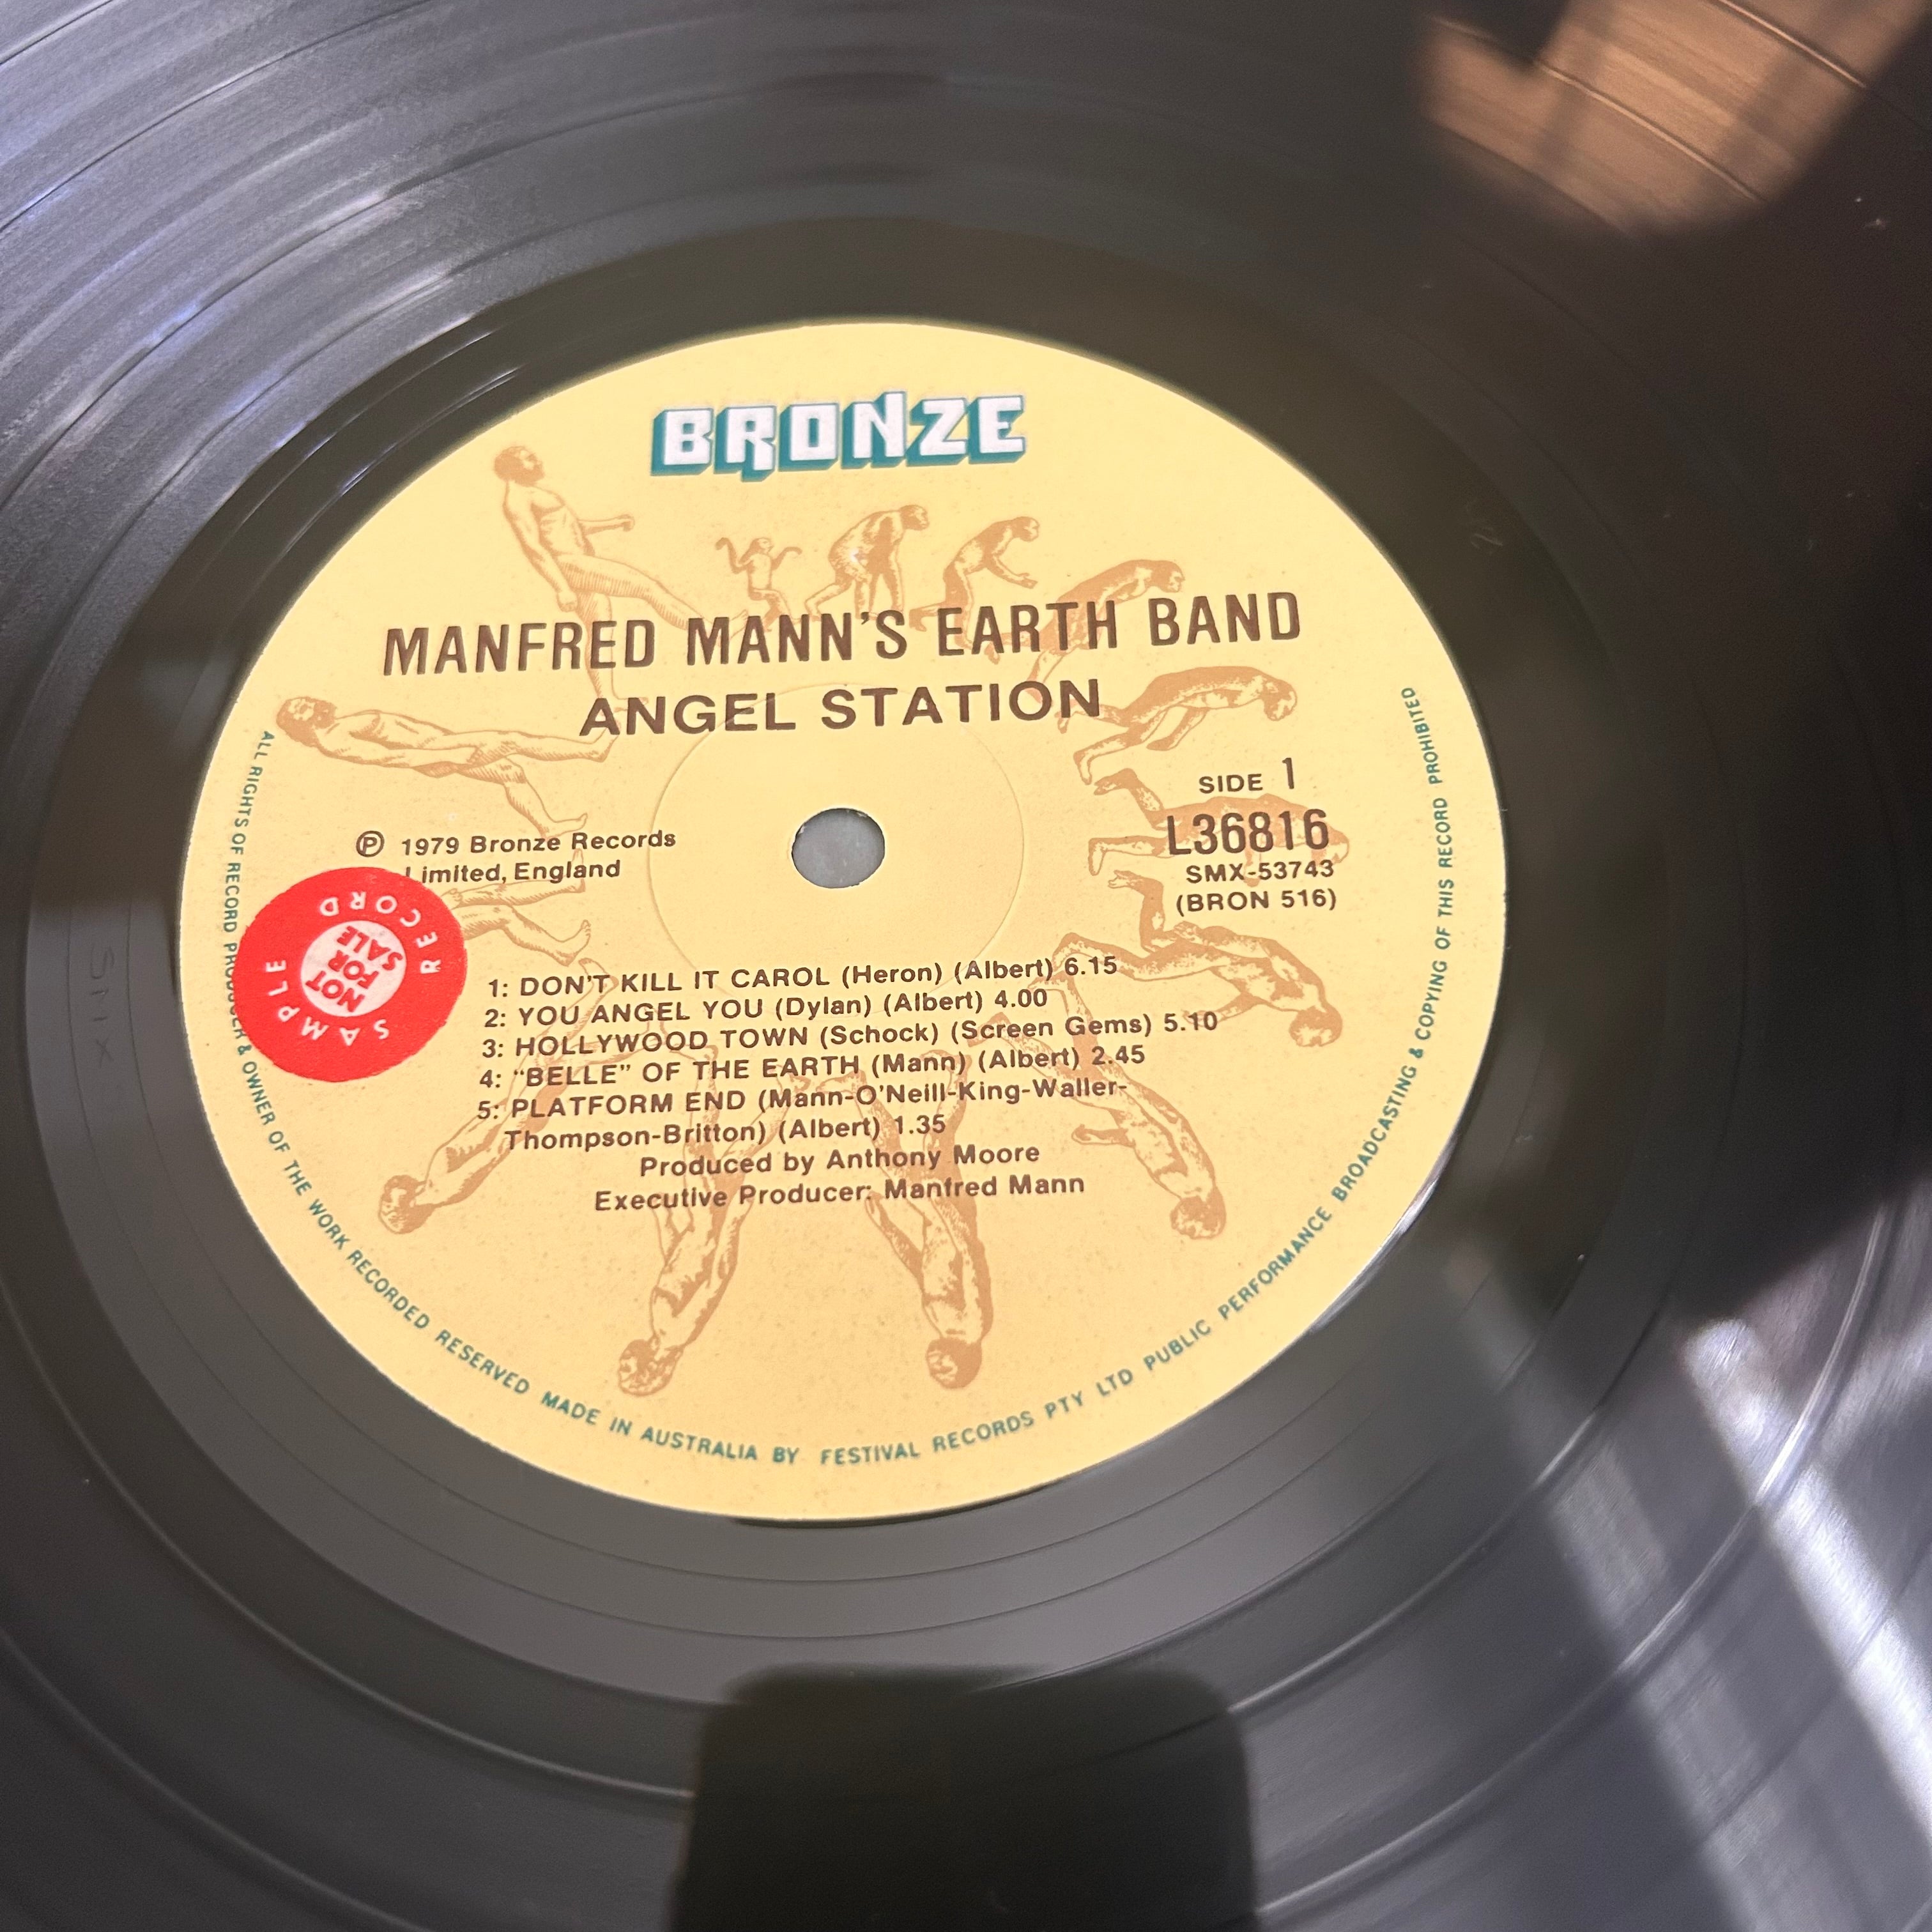 BRONZE
MANFRED MANN'S EARTH BAND
ANGEL STATION
SIDE 1
L36816
SMX-53743
(BRON 516)
℗ 1979 Bronze Records
Limited, England
SAMPLE RECORD
NOT
FOR
SALE
1: DON'T KILL IT CAROL (Heron) (Albert) 6.15
2: YOU ANGEL YOU (Dylan) (Albert) 4.00
3: HOLLYWOOD TOWN (Schock) (Screen Gems) 5.10
4: “BELLE” OF THE EARTH (Mann) (Albert) 2.45
5: PLATFORM END (Mann-O'Neill-King-Waller-
Thompson-Britton) (Albert) 1.35
Produced by Anthony Moore
Executive Producer: Manfred Mann
ALL RIGHTS OF RECORD PRODUCER & OWNER OF THE WORK RECORDED RESERVED MADE IN AUSTRALIA BY FESTIVAL RECORDS PTY LTD PUBLIC PERFORMANCE BROADCASTING & COPYING OF THIS RECORD PROHIBITED